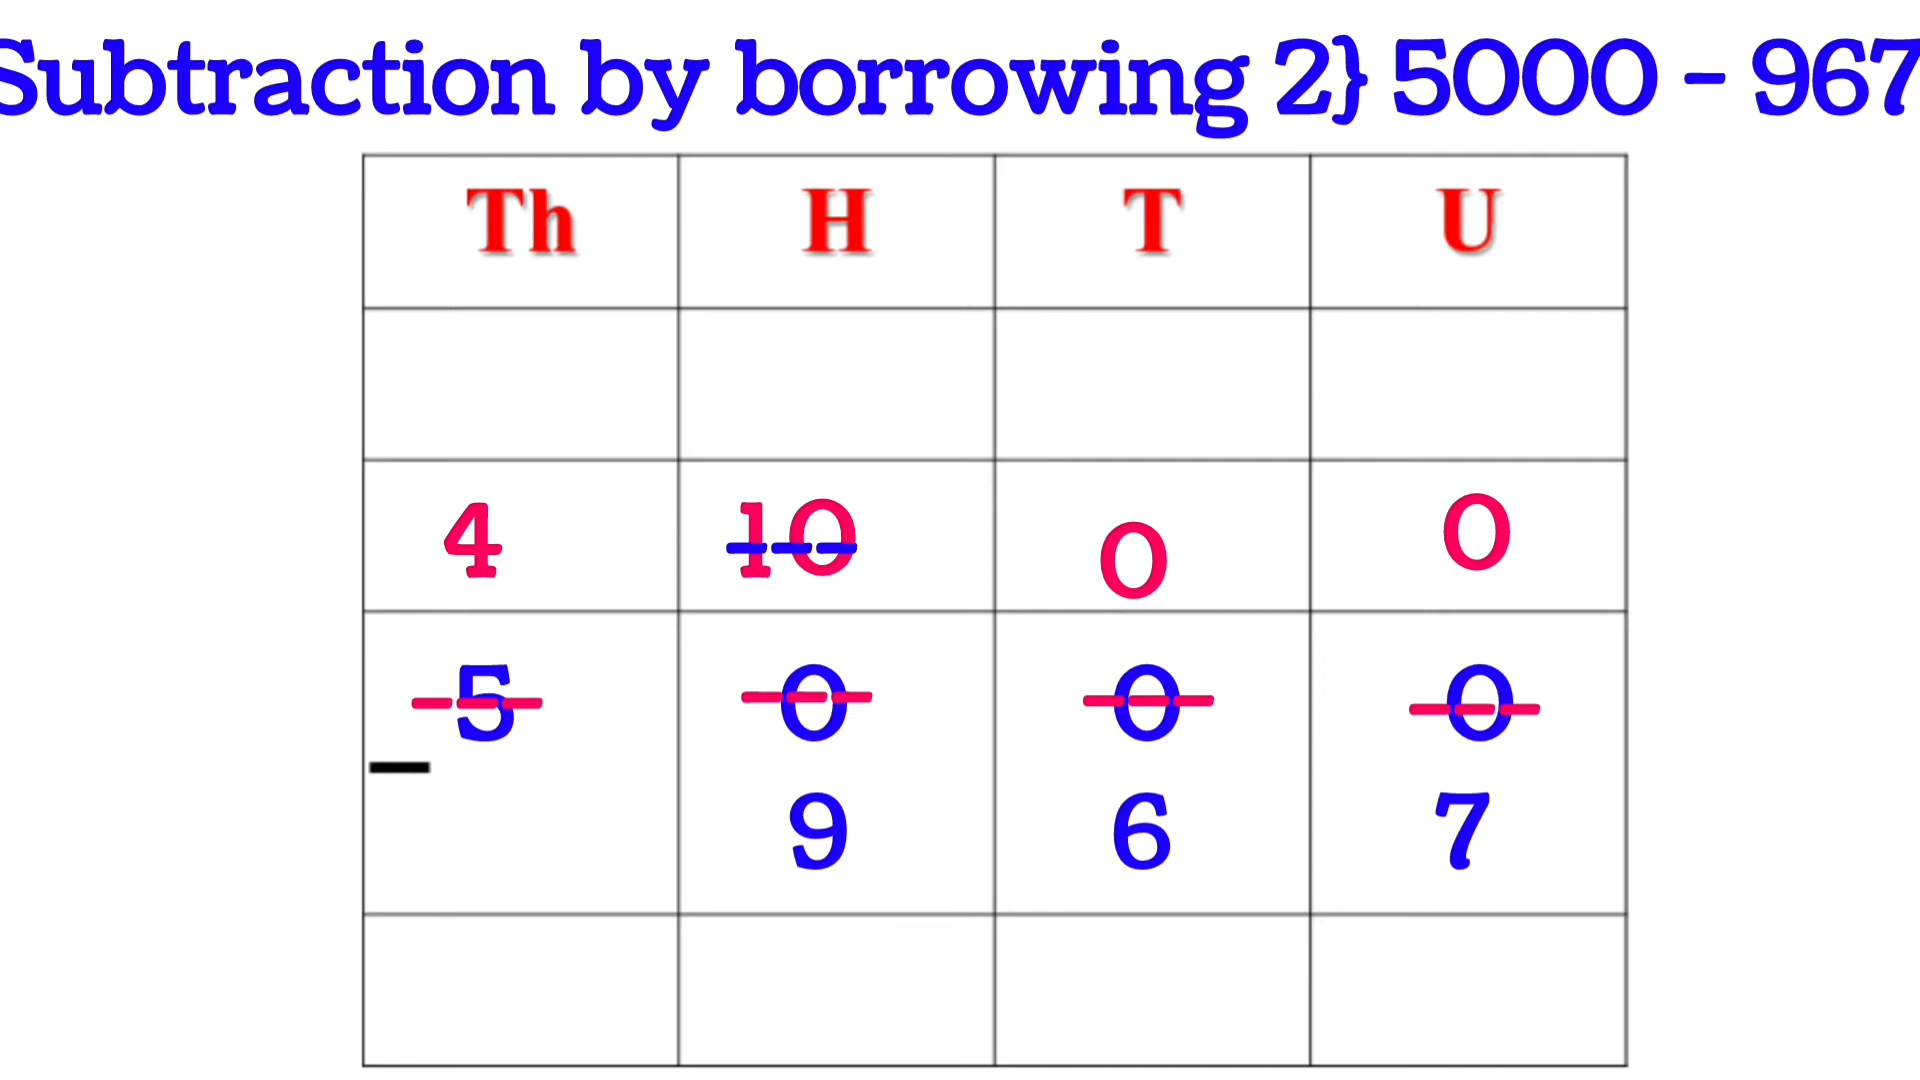 Subtraction by borrowing 2} 5000 - 967
Th H T U
4 10 0 0
5 0 0 0
-
9 6 7